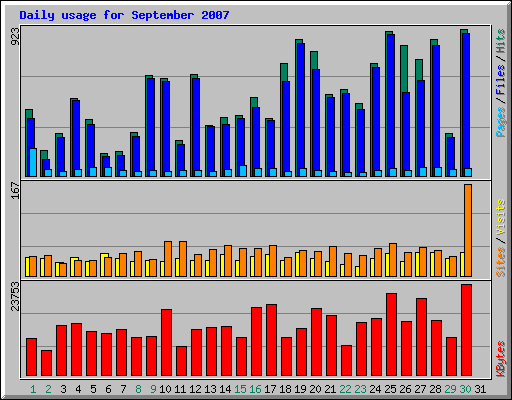 Daily usage for September 2007
923
Pages / Files / Hits
167
Sites / Visits
23753
KBytes
1 2 3 4 5 6 7 8 9 10 11 12 13 14 15 16 17 18 19 20 21 22 23 24 25 26 27 28 29 30 31